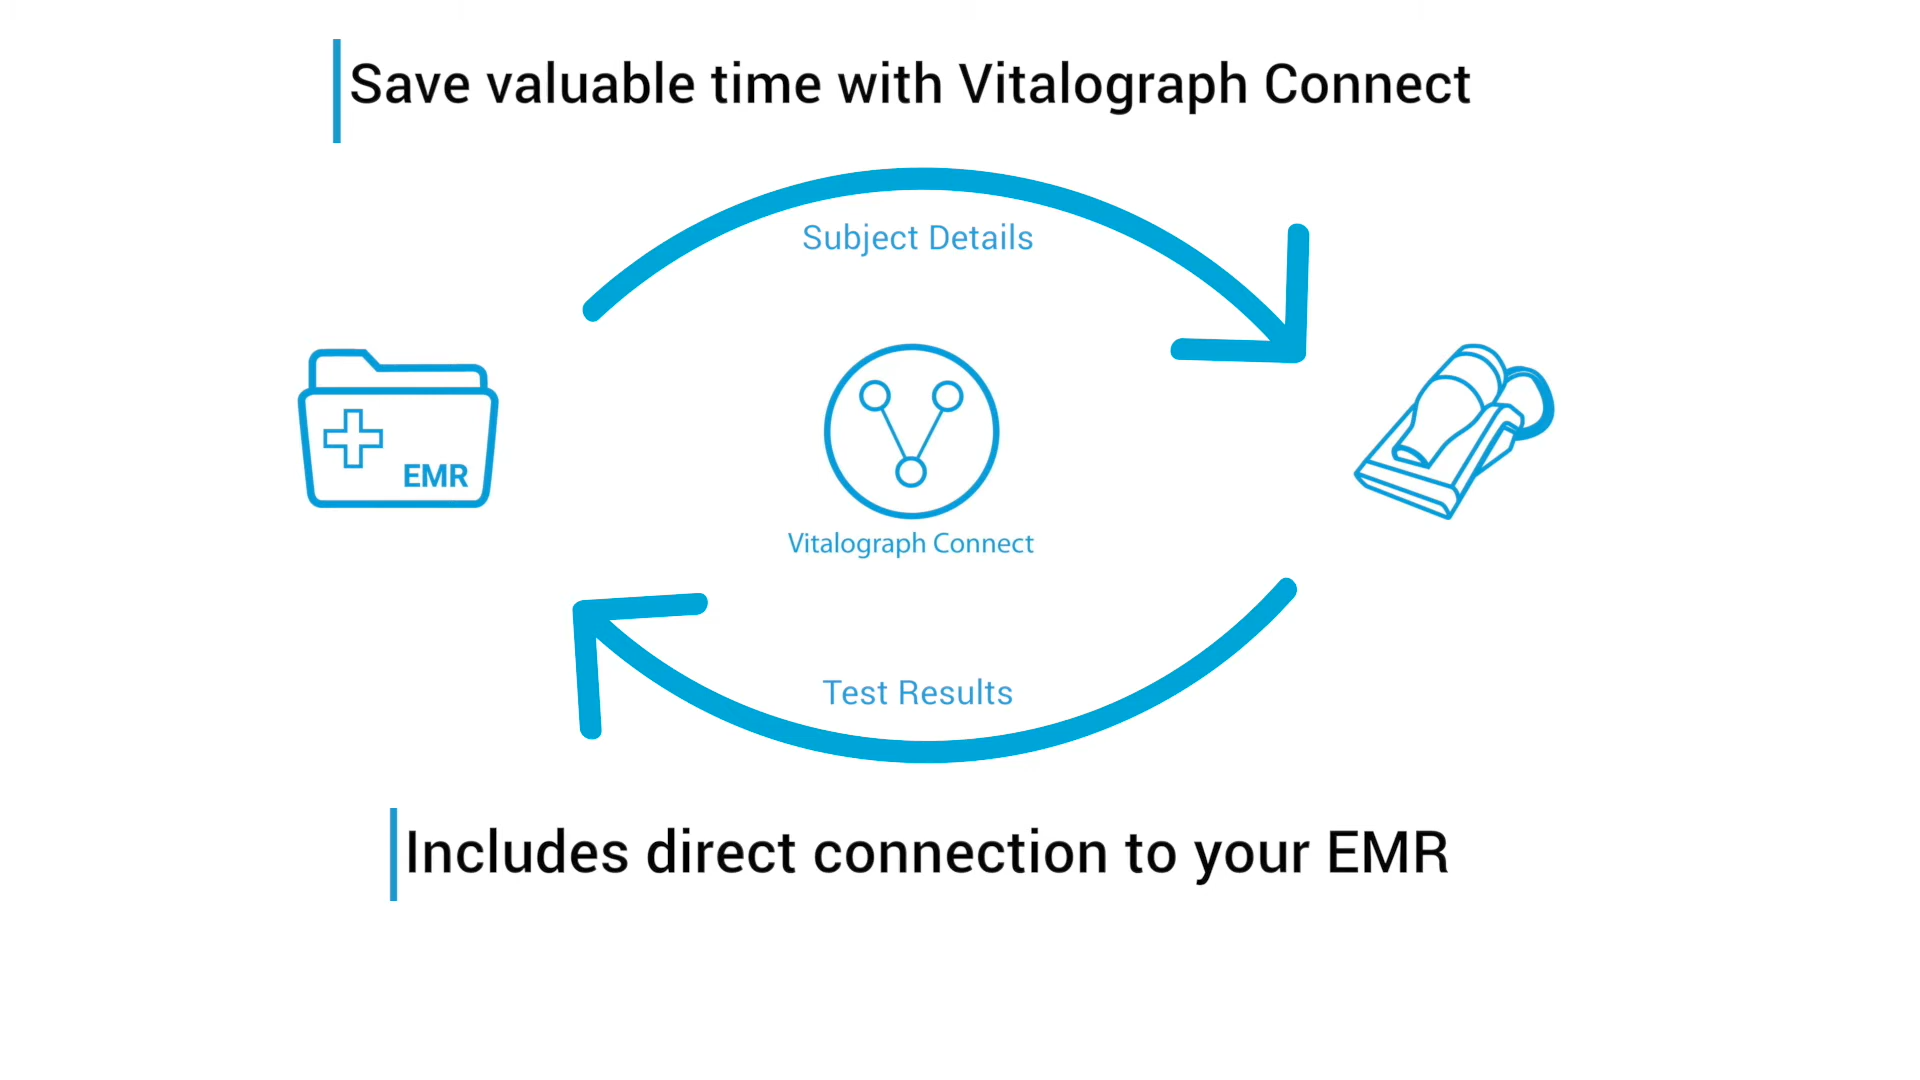 Save valuable time with Vitalograph Connect
Subject Details
EMR
Vitalograph Connect
Test Results
Includes direct connection to your EMR